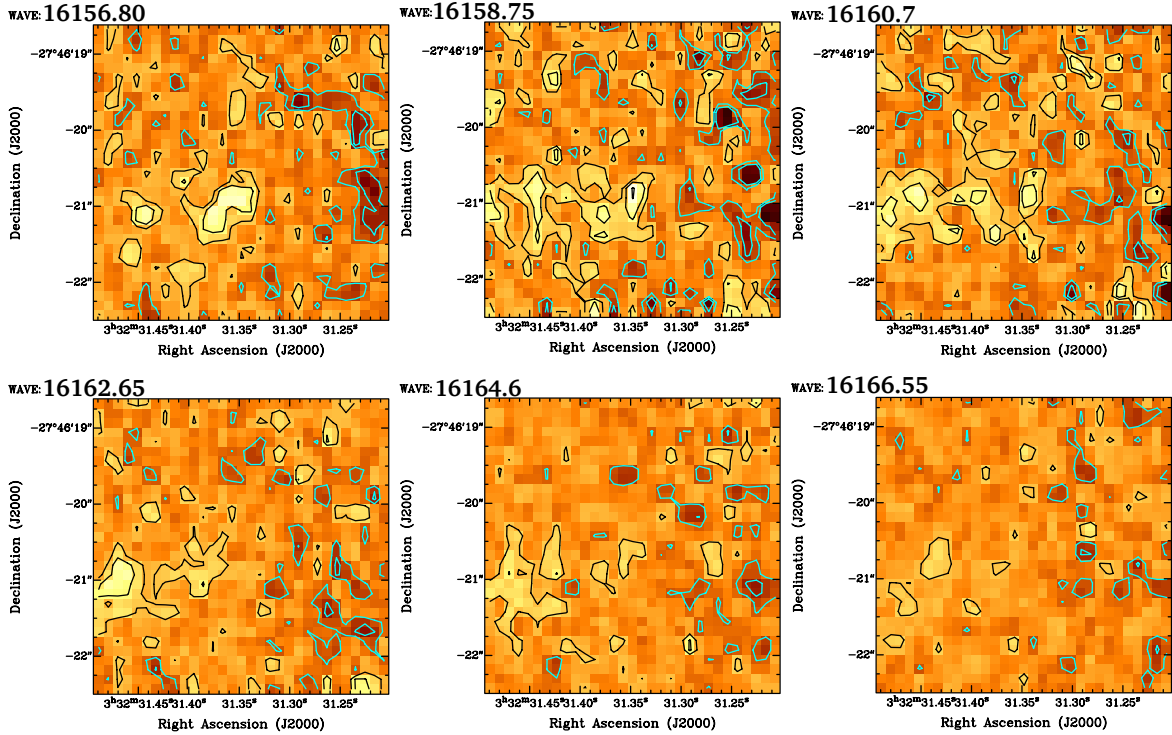 WAVE:16156.80
−27°46'19"
−20"
−21"
−22"
Declination (J2000)
3ʰ32ᵐ31.45ˢ31.40ˢ 31.35ˢ 31.30ˢ 31.25ˢ
Right Ascension (J2000)
WAVE:16158.75
−27°46'19"
−20"
−21"
−22"
Declination (J2000)
3ʰ32ᵐ31.45ˢ31.40ˢ 31.35ˢ 31.30ˢ 31.25ˢ
Right Ascension (J2000)
WAVE:16160.7
−27°46'19"
−20"
−21"
−22"
Declination (J2000)
3ʰ32ᵐ31.45ˢ31.40ˢ 31.35ˢ 31.30ˢ 31.25ˢ
Right Ascension (J2000)
WAVE:16162.65
−27°46'19"
−20"
−21"
−22"
Declination (J2000)
3ʰ32ᵐ31.45ˢ31.40ˢ 31.35ˢ 31.30ˢ 31.25ˢ
Right Ascension (J2000)
WAVE:16164.6
−27°46'19"
−20"
−21"
−22"
Declination (J2000)
3ʰ32ᵐ31.45ˢ31.40ˢ 31.35ˢ 31.30ˢ 31.25ˢ
Right Ascension (J2000)
WAVE:16166.55
−27°46'19"
−20"
−21"
−22"
Declination (J2000)
3ʰ32ᵐ31.45ˢ31.40ˢ 31.35ˢ 31.30ˢ 31.25ˢ
Right Ascension (J2000)